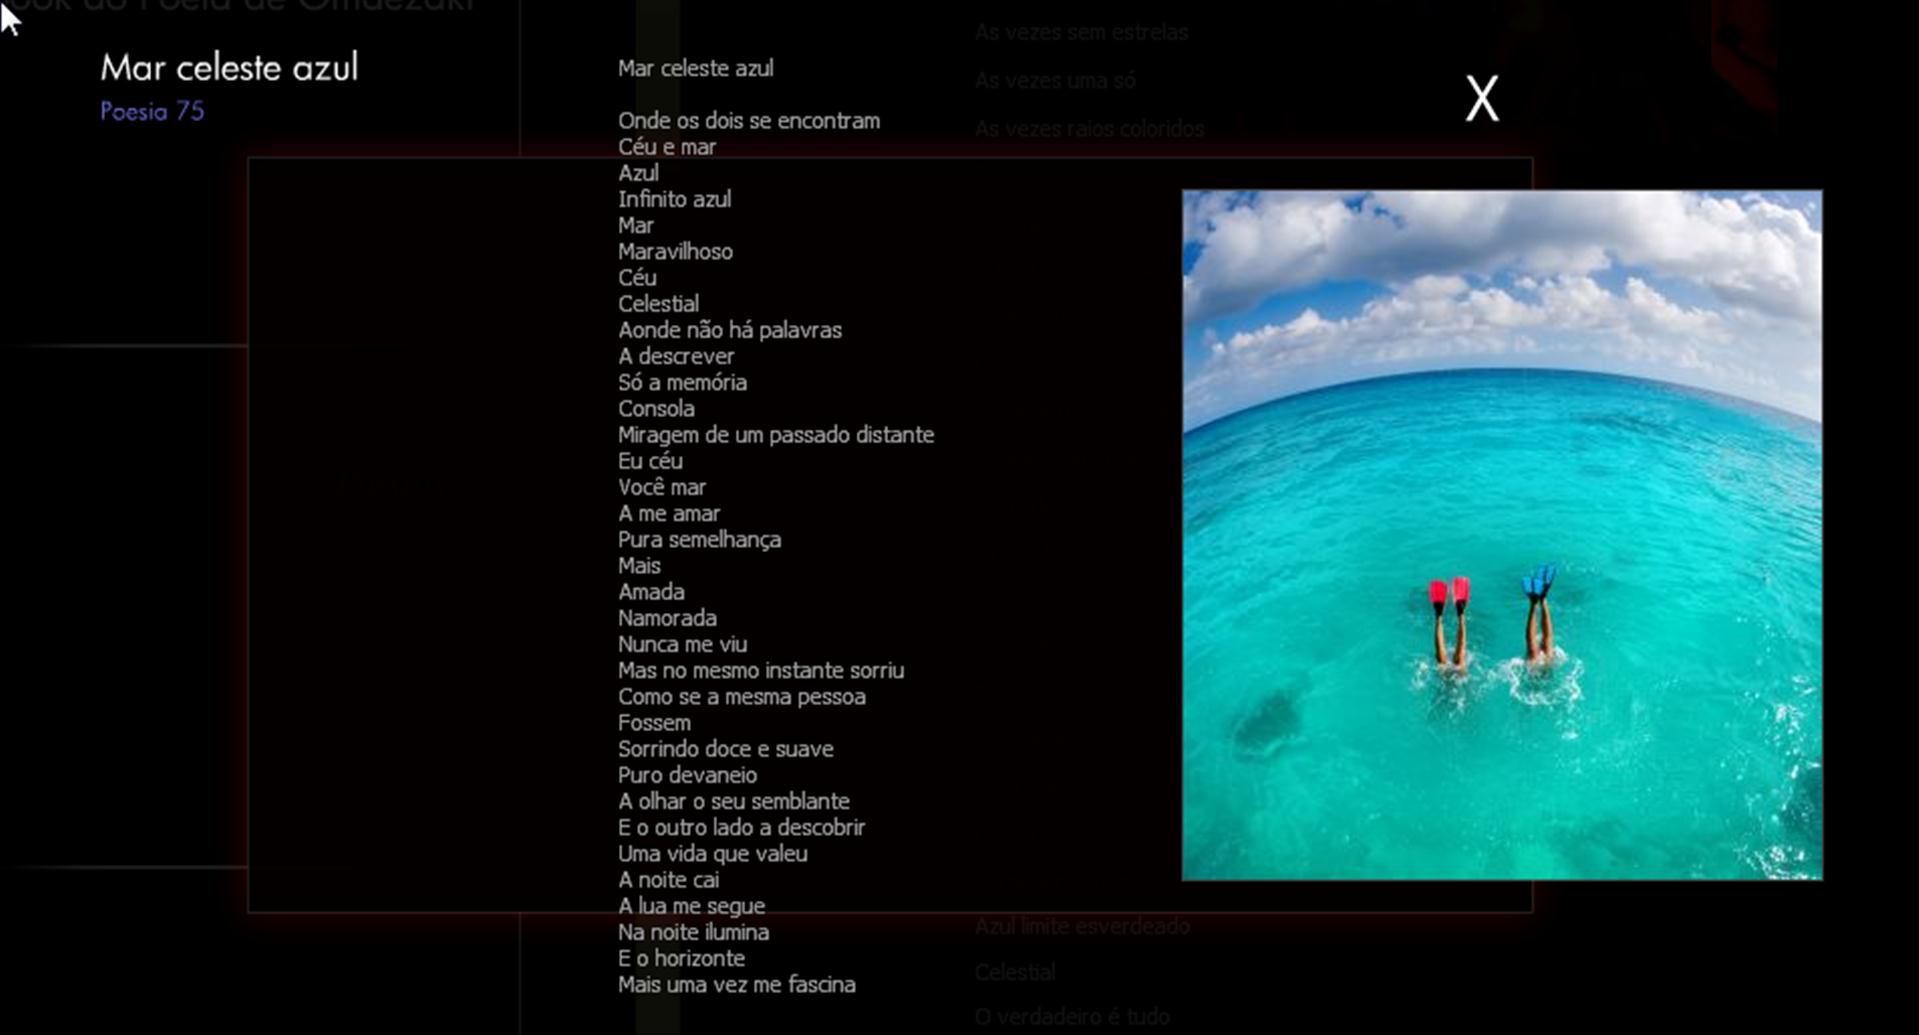 Mar celeste azul
Poesia 75
X
Mar celeste azul
Onde os dois se encontram
Céu e mar
Azul
Infinito azul
Mar
Maravilhoso
Céu
Celestial
Aonde não há palavras
A descrever
Só a memória
Consola
Miragem de um passado distante
Eu céu
Você mar
A me amar
Pura semelhança
Mais
Amada
Namorada
Nunca me viu
Mas no mesmo instante sorriu
Como se a mesma pessoa
Fossem
Sorrindo doce e suave
Puro devaneio
A olhar o seu semblante
E o outro lado a descobrir
Uma vida que valeu
A noite cai
A lua me segue
Na noite ilumina
E o horizonte
Mais uma vez me fascina
As vezes sem estrelas
As vezes uma só
As vezes raios coloridos
Azul limite esverdeado
Celestial
O verdadeiro é tudo